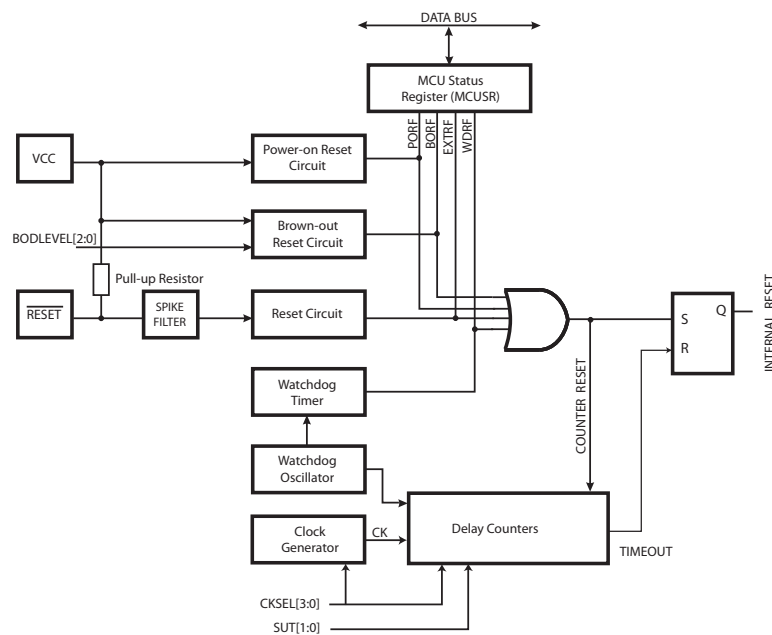 DATA BUS
MCU Status
Register (MCUSR)
PORF
BORF
EXTRF
WDRF
VCC
Power-on Reset
Circuit
BODLEVEL[2:0]
Brown-out
Reset Circuit
Pull-up Resistor
RESET
SPIKE
FILTER
Reset Circuit
S
Q
R
INTERNAL RESET
Watchdog
Timer
COUNTER RESET
Watchdog
Oscillator
Clock
Generator
CK
Delay Counters
TIMEOUT
CKSEL[3:0]
SUT[1:0]